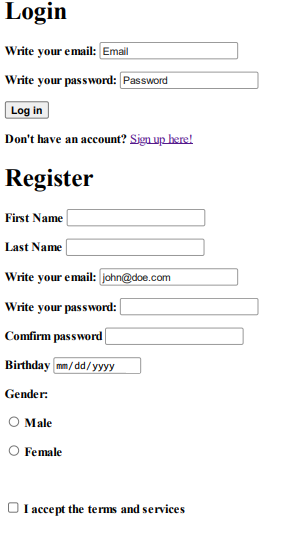 Login
Write your email: Email
Write your password: Password
Log in
Don't have an account? Sign up here!
Register
First Name
Last Name
Write your email: john@doe.com
Write your password:
Comfirm password
Birthday mm/dd/yyyy
Gender:
Male
Female
I accept the terms and services